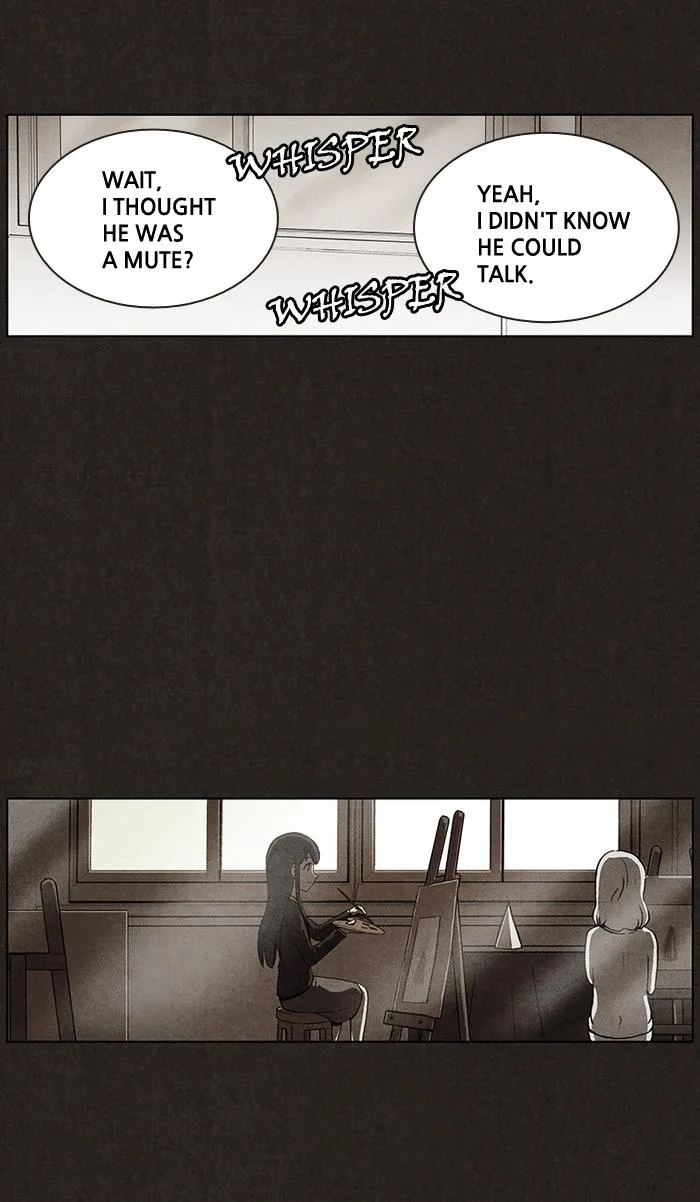 WAIT,
I THOUGHT
HE WAS
A MUTE?
WHISPER
YEAH,
I DIDN'T KNOW
HE COULD
TALK.
WHISPER